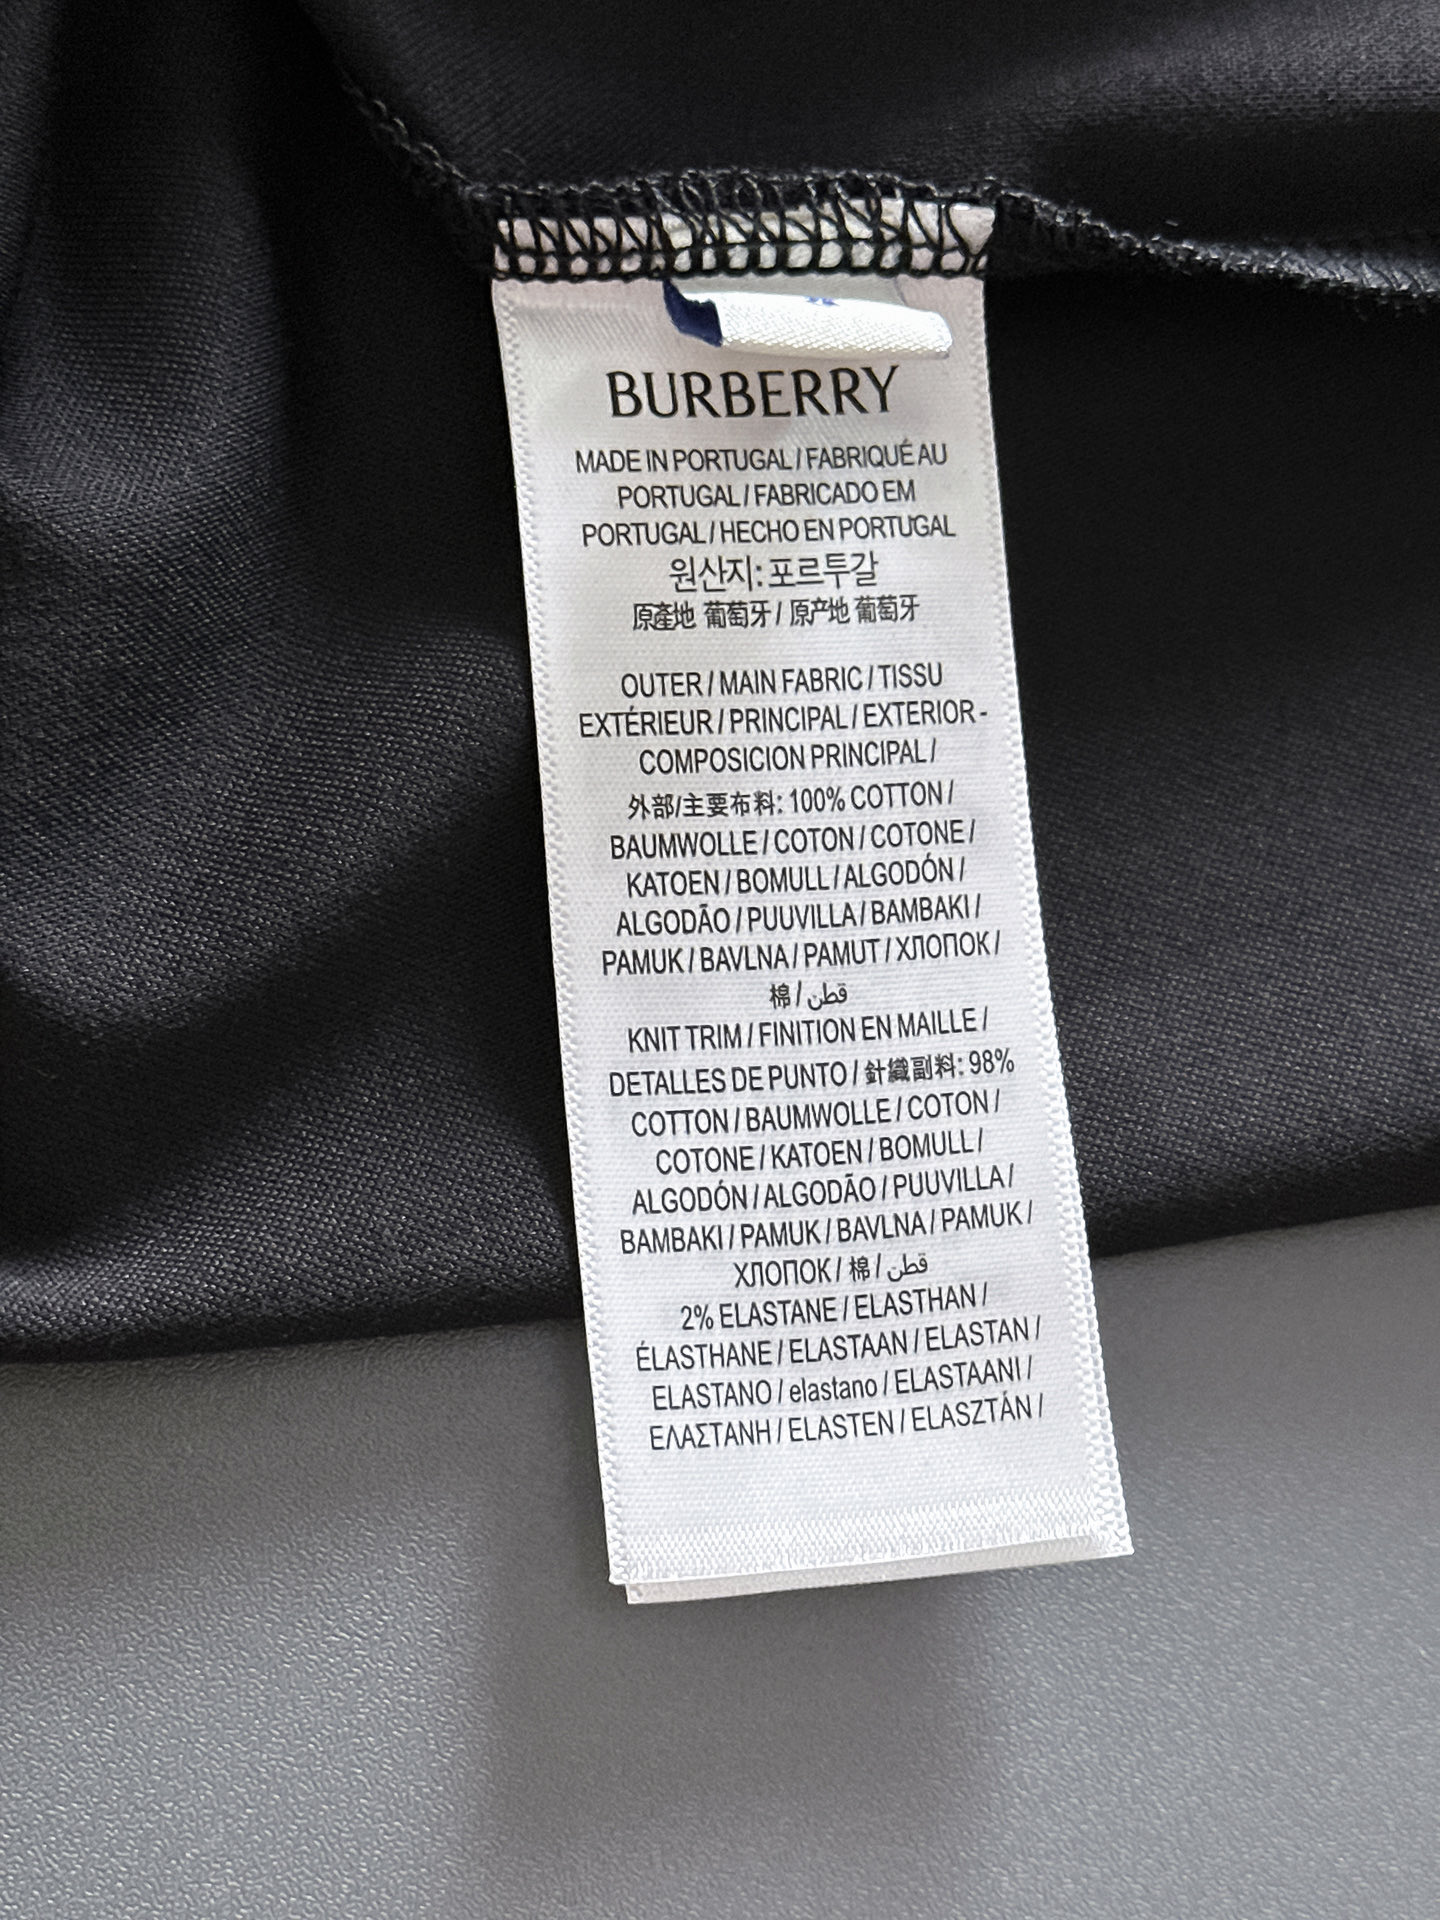 BURBERRY
MADE IN PORTUGAL / FABRIQUÉ AU
PORTUGAL / FABRICADO EM
PORTUGAL / HECHO EN PORTUGAL
원산지: 포르투갈
原產地 葡萄牙 / 原产地 葡萄牙
OUTER / MAIN FABRIC / TISSU
EXTÉRIEUR / PRINCIPAL / EXTERIOR -
COMPOSICION PRINCIPAL /
外部/主要布料: 100% COTTON /
BAUMWOLLE / COTON / COTONE /
KATOEN / BOMULL / ALGODÓN /
ALGODÃO / PUUVILLA / BAMBAKI /
PAMUK / BAVLNA / PAMUT / ХЛОПОК /
棉 / قطن
KNIT TRIM / FINITION EN MAILLE /
DETALLES DE PUNTO / 針織副料: 98%
COTTON / BAUMWOLLE / COTON /
COTONE / KATOEN / BOMULL /
ALGODÓN / ALGODÃO / PUUVILLA /
BAMBAKI / PAMUK / BAVLNA / PAMUK /
ХЛОПОК / 棉 / قطن
2% ELASTANE / ELASTHAN /
ÉLASTHANE / ELASTAAN / ELASTAN /
ELASTANO / elastano / ELASTAANI /
ΕΛΑΣΤΑΝΗ / ELASTEN / ELASZTÁN /